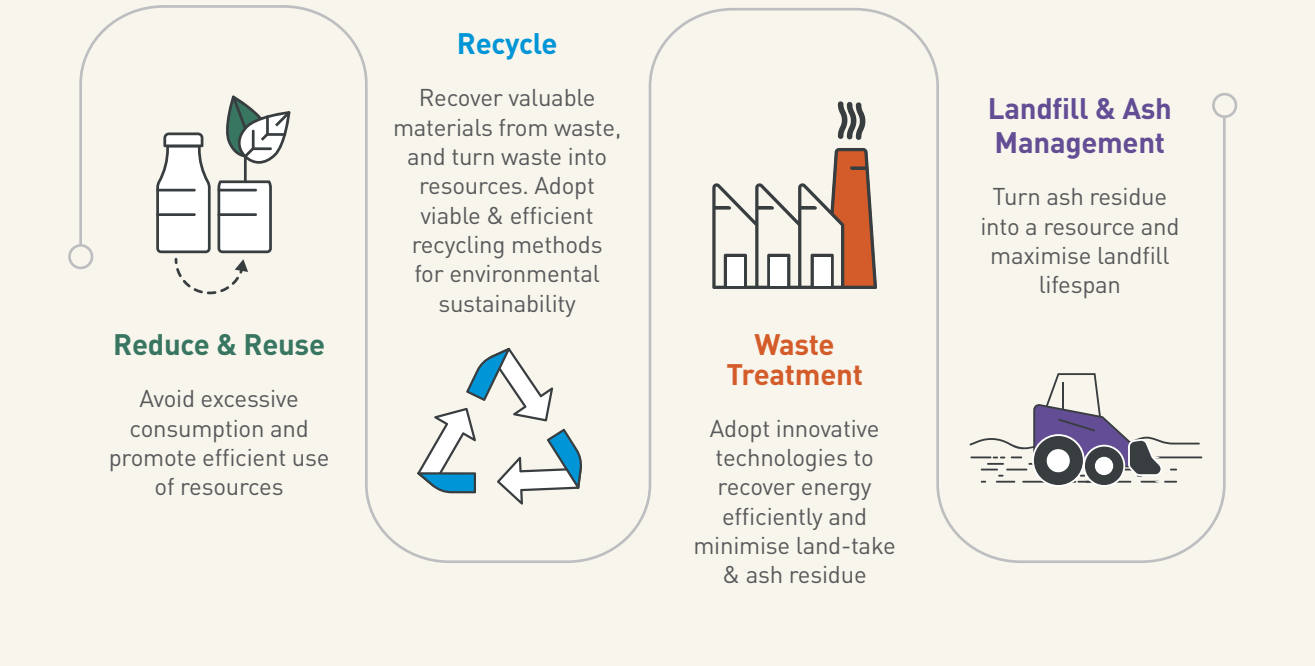 Reduce & Reuse
Avoid excessive
consumption and
promote efficient use
of resources
Recycle
Recover valuable
materials from waste,
and turn waste into
resources. Adopt
viable & efficient
recycling methods
for environmental
sustainability
Waste
Treatment
Adopt innovative
technologies to
recover energy
efficiently and
minimise land-take
& ash residue
Landfill & Ash
Management
Turn ash residue
into a resource and
maximise landfill
lifespan